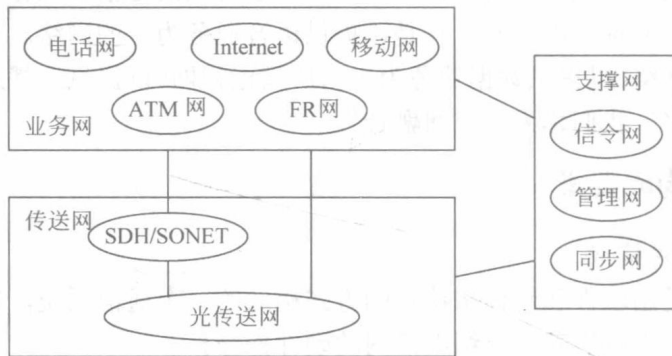 电话网
Internet
移动网
ATM 网
FR网
业务网
支撑网
信令网
管理网
同步网
传送网
SDH/SONET
光传送网